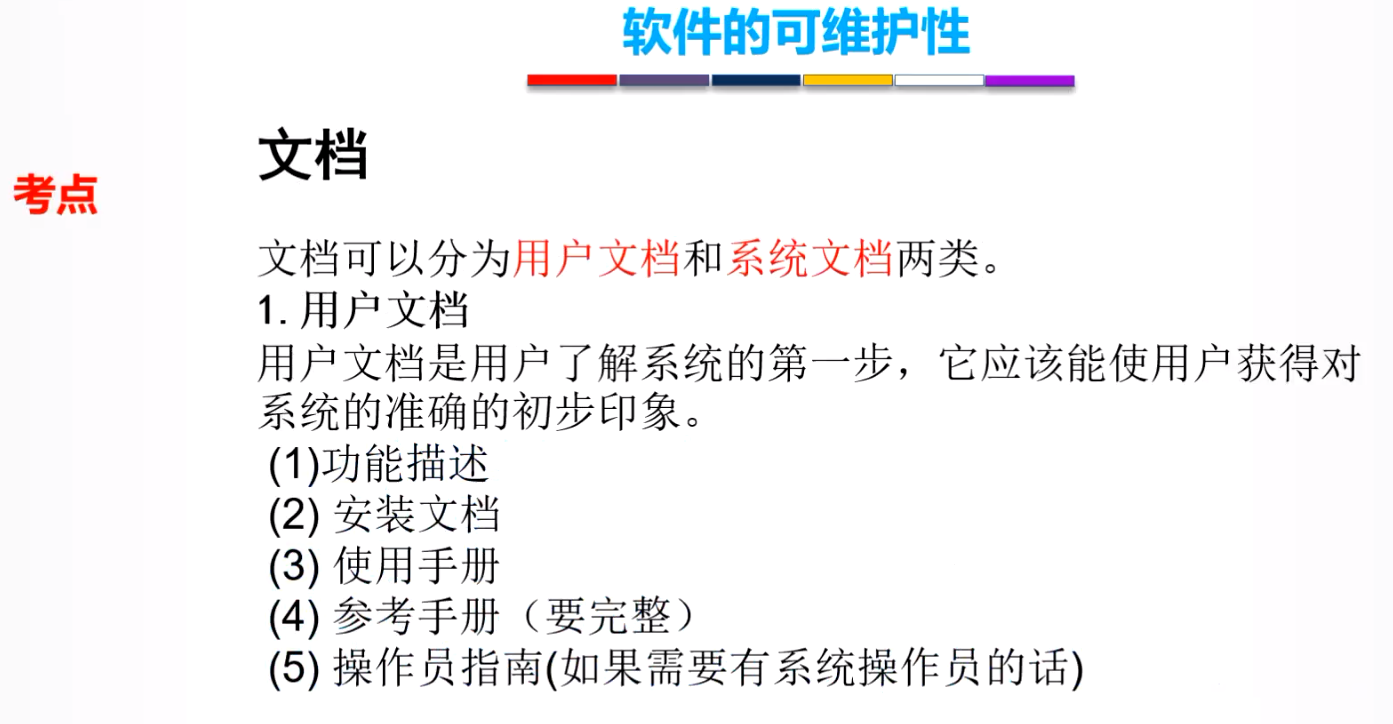 软件的可维护性
文档
考点
文档可以分为用户文档和系统文档两类。
1. 用户文档
用户文档是用户了解系统的第一步，它应该能使用户获得对
系统的准确的初步印象。
(1)功能描述
(2) 安装文档
(3) 使用手册
(4) 参考手册（要完整）
(5) 操作员指南(如果需要有系统操作员的话)